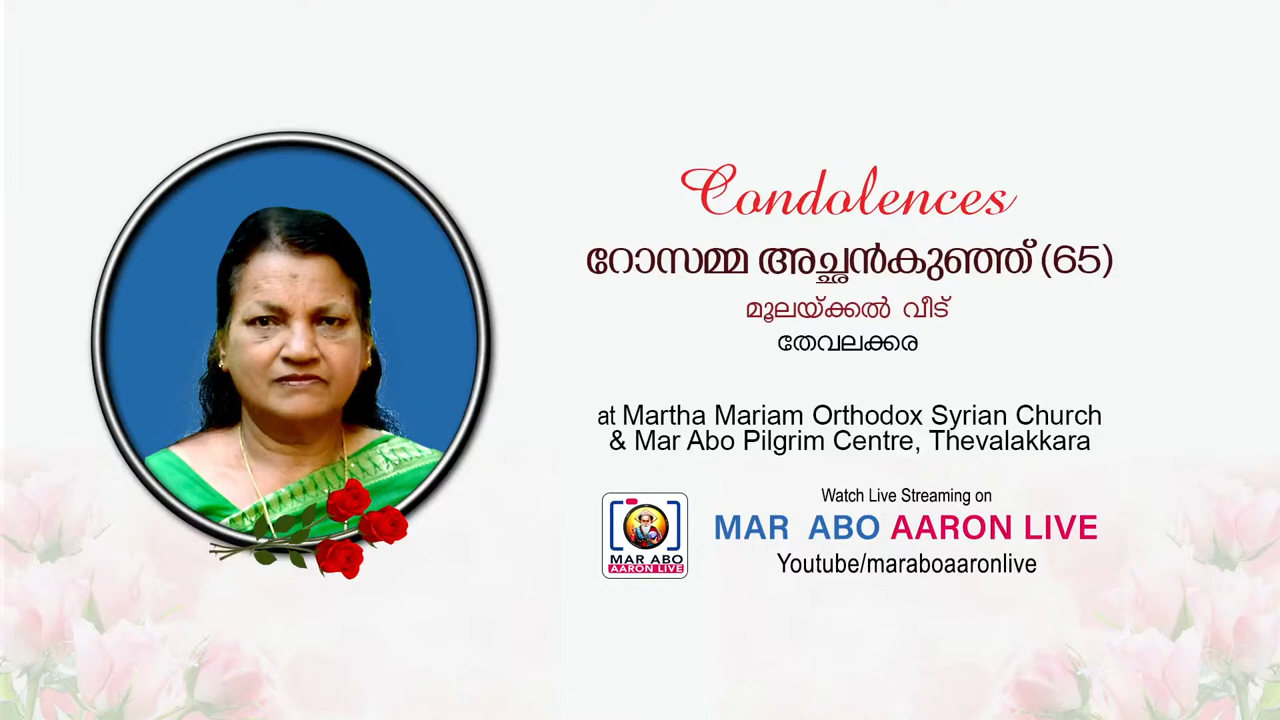 Condolences
റോസമ്മ അച്ഛൻകുഞ്ഞ് (65)
മൂലയ്ക്കൽ വീട്
തേവലക്കര
at Martha Mariam Orthodox Syrian Church
& Mar Abo Pilgrim Centre, Thevalakkara
Watch Live Streaming on
MAR ABO AARON LIVE
Youtube/maraboaaronlive
MAR ABO
AARON LIVE